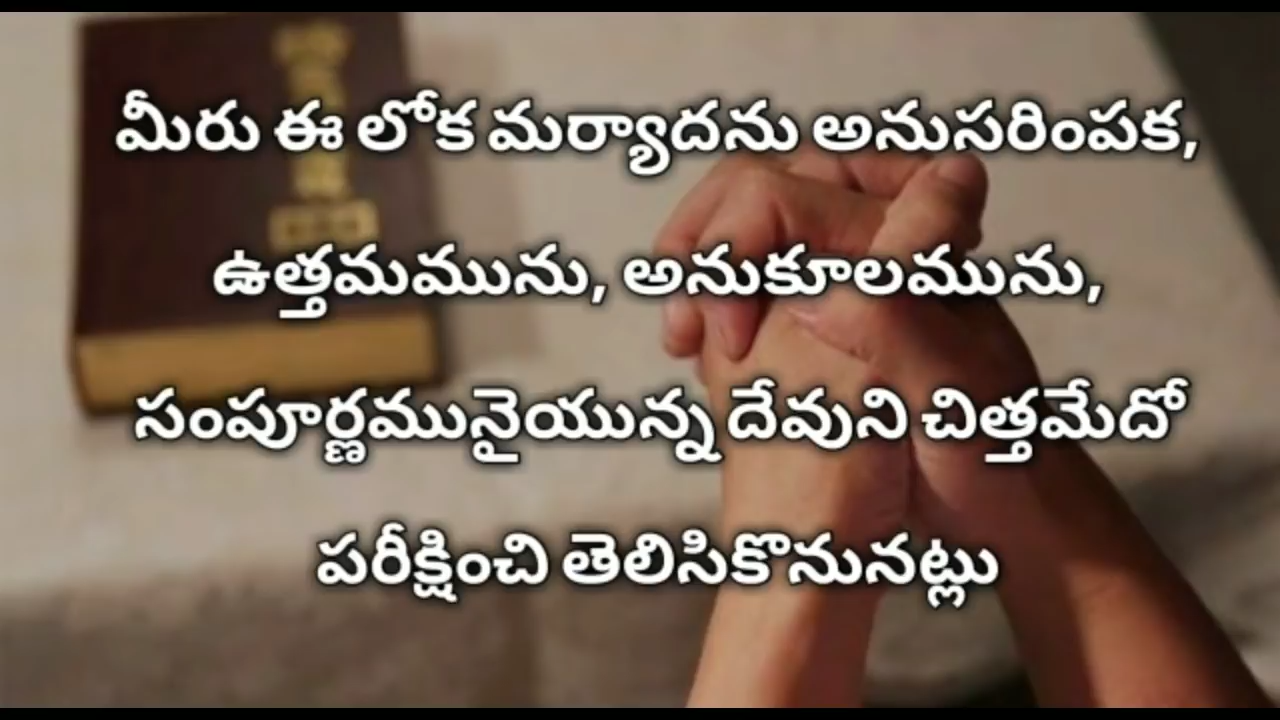 మీరు ఈ లోక మర్యాదను అనుసరింపక,
ఉత్తమమును, అనుకూలమును,
సంపూర్ణమునైయున్న దేవుని చిత్తమేదో
పరీక్షించి తెలిసికొనునట్లు